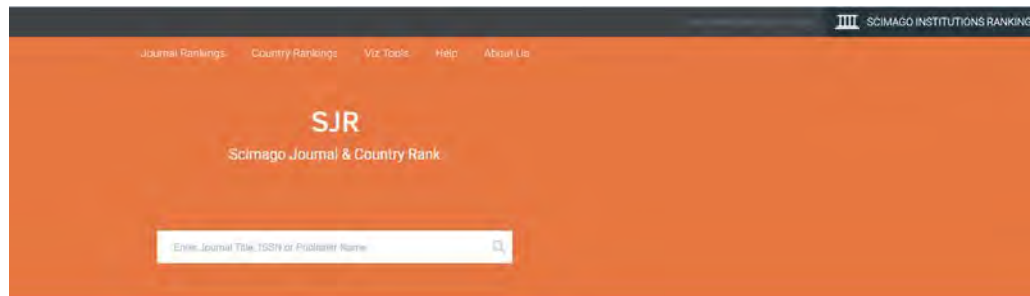 SCIMAGO INSTITUTIONS RANKING
Journal Rankings Country Rankings Viz Tools Help About Us
SJR
Scimago Journal & Country Rank
Enter Journal Title, ISSN or Publisher Name